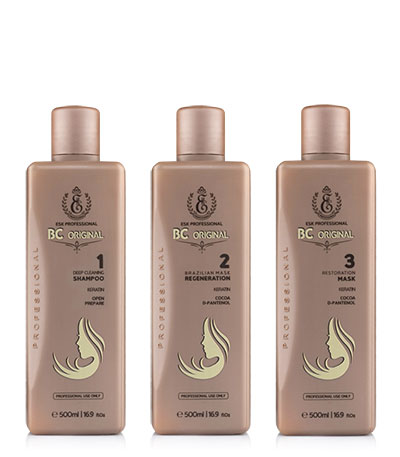 E
ESK PROFESSIONAL
BC ORIGINAL
PROFESSIONAL
1
DEEP CLEANING
SHAMPOO
KERATIN
OPEN
PREPARE
PROFESSIONAL USE ONLY
e 500ml | 16.9 fl.Oz
E
ESK PROFESSIONAL
BC ORIGINAL
PROFESSIONAL
2
BRAZILIAN MASK
REGENERATION
KERATIN
COCOA
D-PANTENOL
PROFESSIONAL USE ONLY
e 500ml | 16.9 fl.Oz
E
ESK PROFESSIONAL
BC ORIGINAL
PROFESSIONAL
3
RESTORATION
MASK
KERATIN
COCOA
D-PANTENOL
PROFESSIONAL USE ONLY
e 500ml | 16.9 fl.Oz